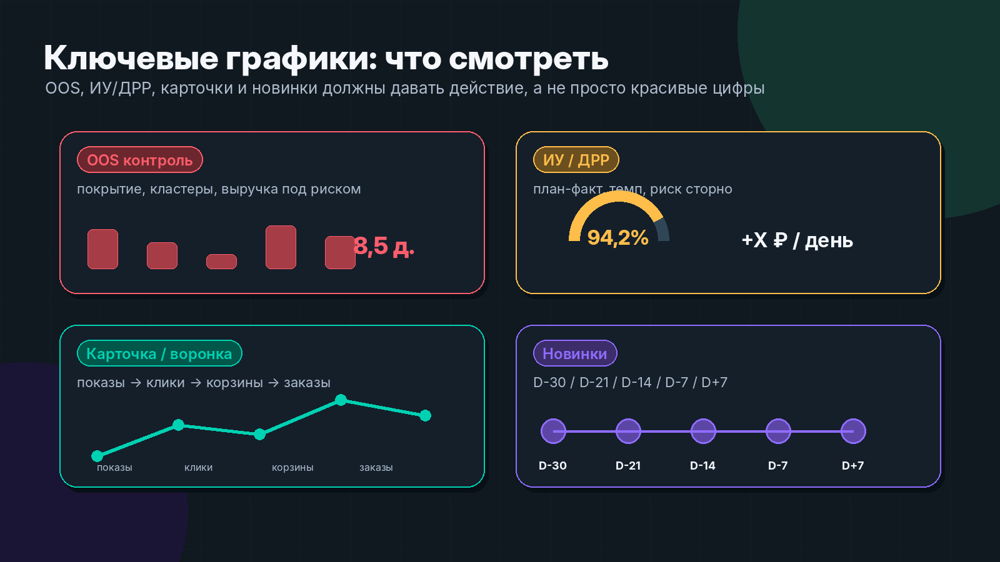 Ключевые графики: что смотреть
OOS, ИУ/ДРР, карточки и новинки должны давать действие, а не просто красивые цифры
OOS контроль
покрытие, кластеры, выручка под риском
8,5 д.
ИУ / ДРР
план-факт, темп, риск сторно
94,2%
+X ₽ / день
Карточка / воронка
показы → клики → корзины → заказы
показы клики корзины заказы
Новинки
D-30 / D-21 / D-14 / D-7 / D+7
D-30 D-21 D-14 D-7 D+7